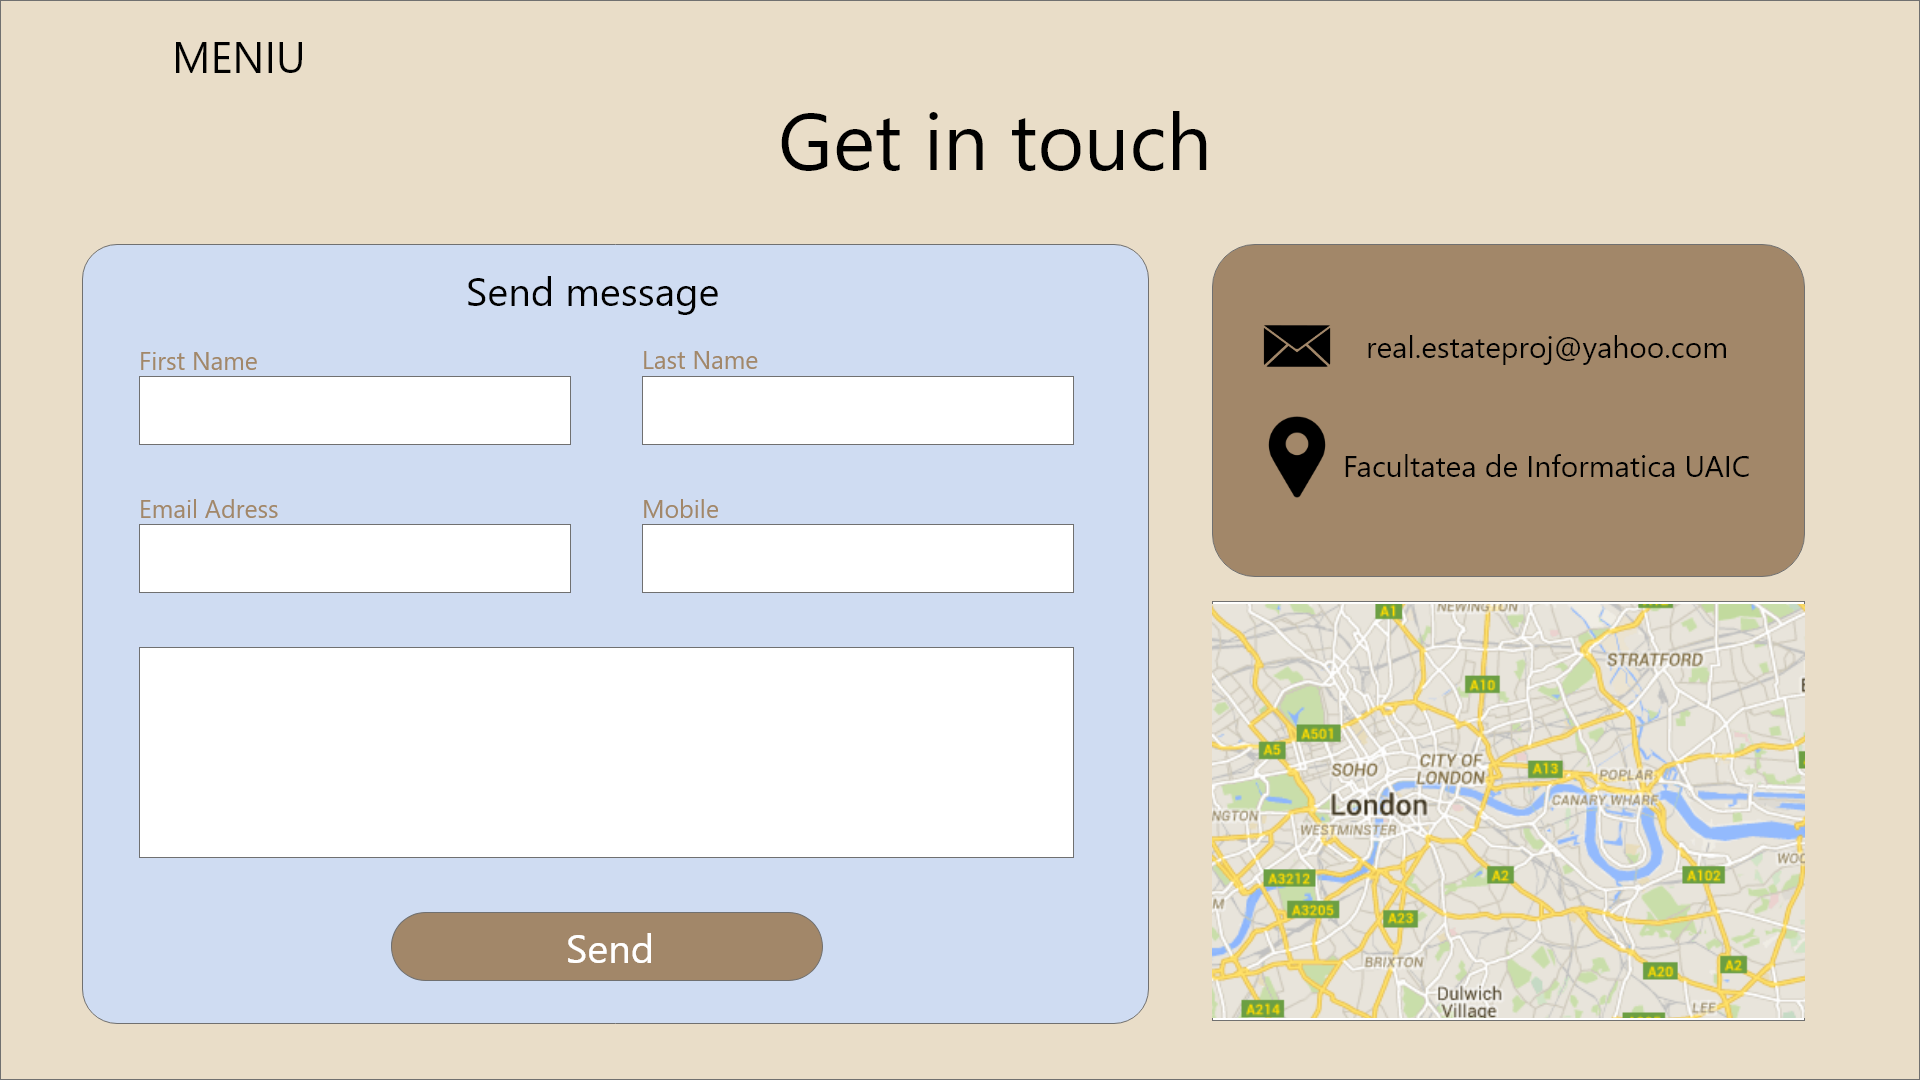 MENIU
Get in touch
Send message
First Name
Last Name
Email Adress
Mobile
Send
real.estateproj@yahoo.com
Facultatea de Informatica UAIC
A1
NEWINGTON
STRATFORD
A10
A501
A5
SOHO
CITY OF
LONDON
A13
POPLAR
London
CANARY WHARF
NGTON
WESTMINSTER
WOO
A3212
A2
A102
M
A3205
A23
BRIXTON
A20
A2
Dulwich
Village
LEE
A214